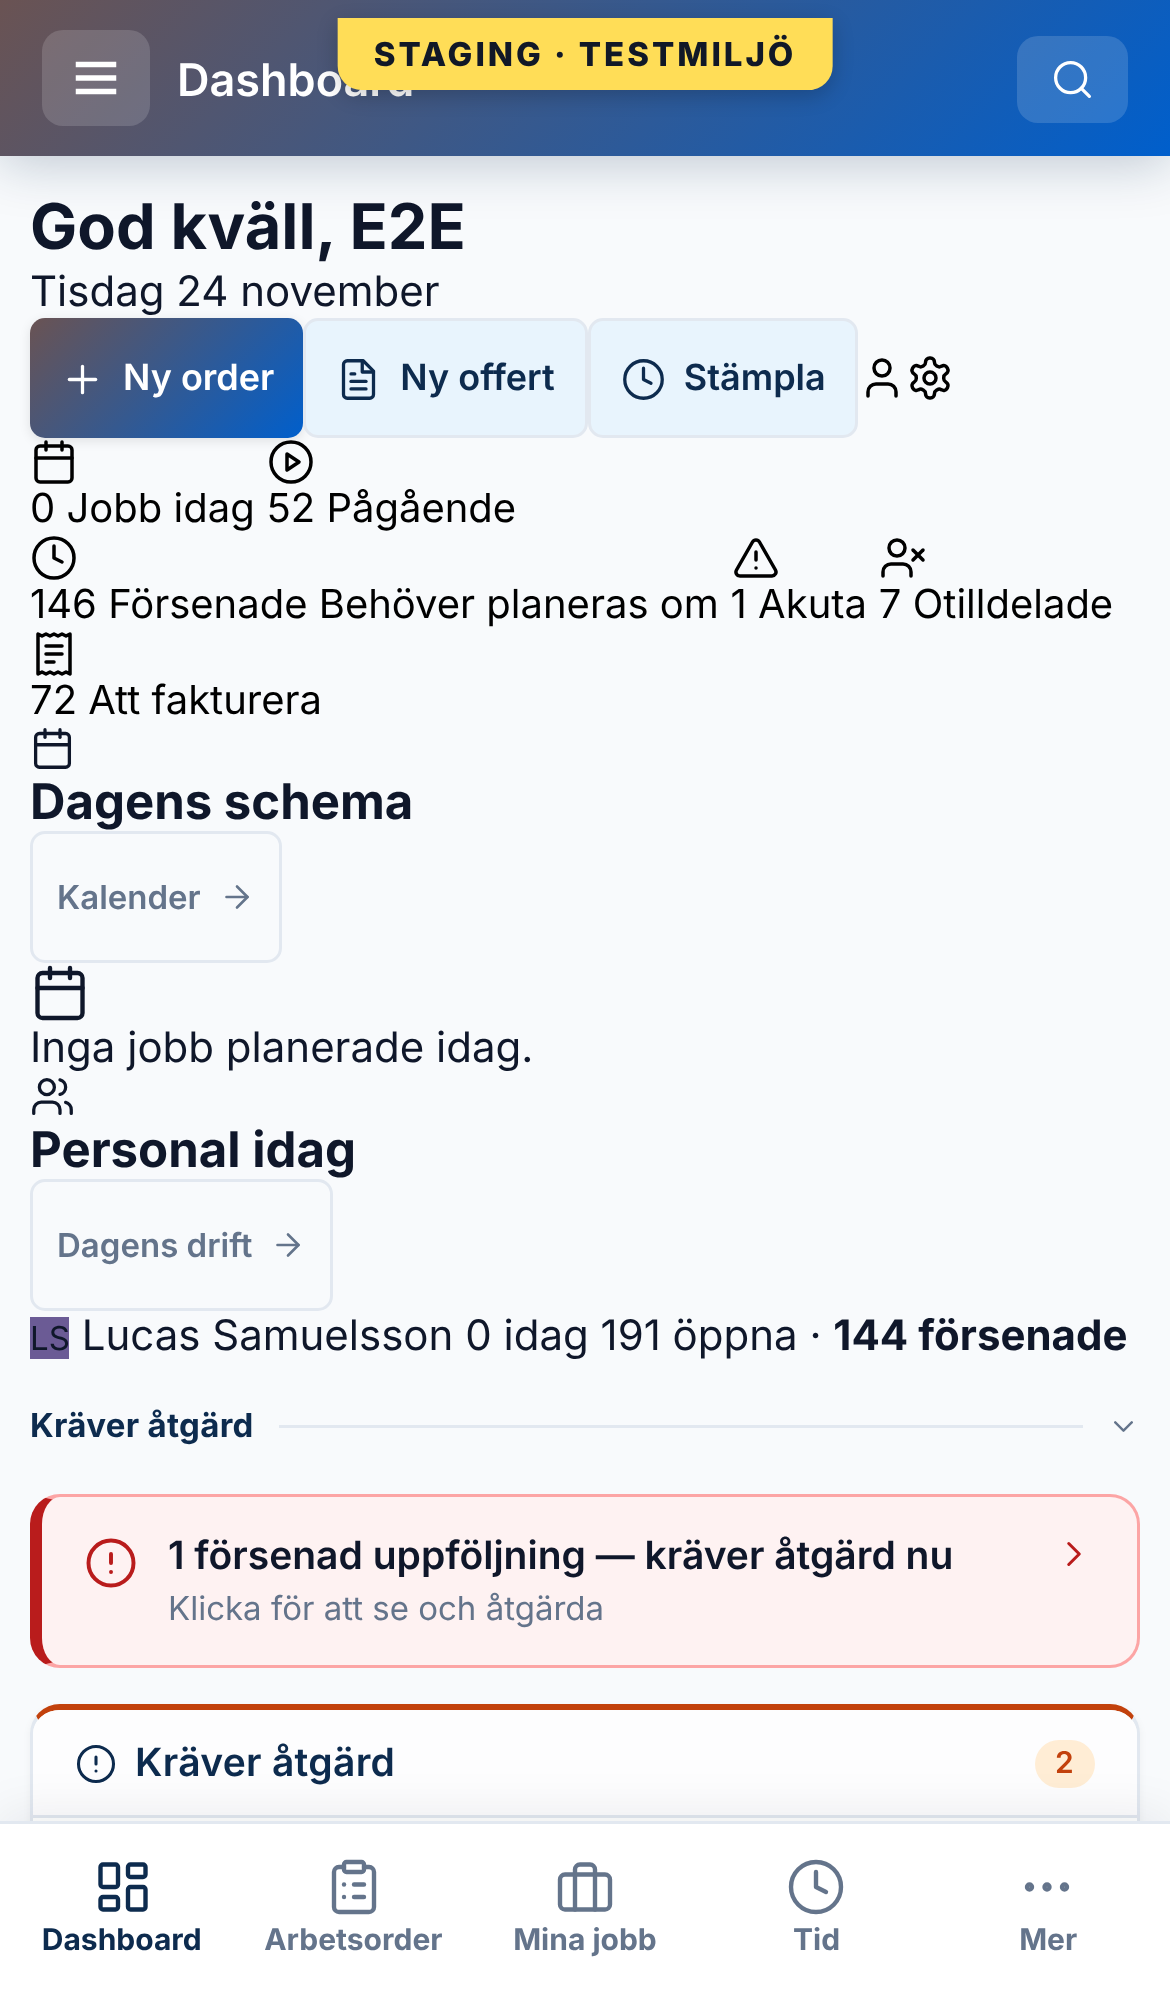 STAGING · TESTMILJÖ
Dashboard
God kväll, E2E
Tisdag 24 november
Ny order
Ny offert
Stämpla
0 Jobb idag 52 Pågående
146 Försenade Behöver planeras om 1 Akuta 7 Otilldelade
72 Att fakturera
Dagens schema
Kalender
Inga jobb planerade idag.
Personal idag
Dagens drift
LS Lucas Samuelsson 0 idag 191 öppna · 144 försenade
Kräver åtgärd
1 försenad uppföljning — kräver åtgärd nu
Klicka för att se och åtgärda
Kräver åtgärd
2
Dashboard
Arbetsorder
Mina jobb
Tid
Mer